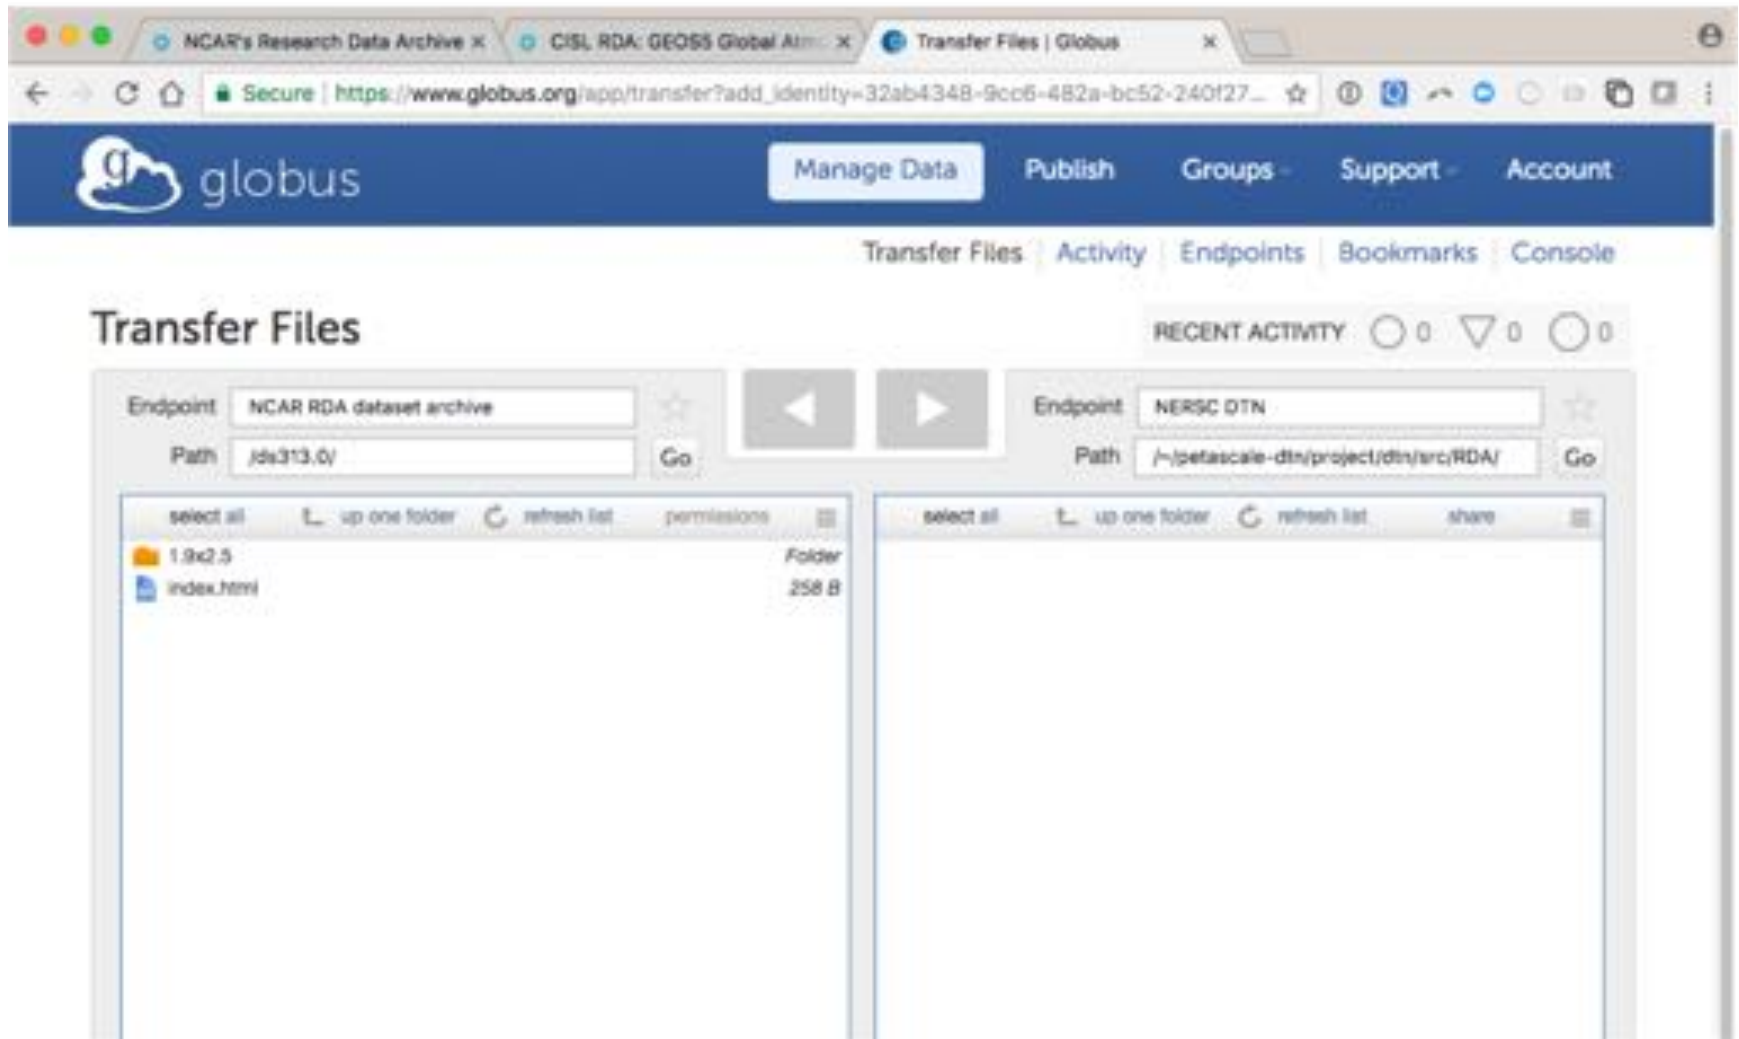 NCAR's Research Data Archive × CISL RDA: GEOS5 Global Atm × Transfer Files | Globus ×
Secure https://www.globus.org/app/transfer?add_identity=32ab4348-9cc6-482a-bc52-240f27...
globus Manage Data Publish Groups Support Account
Transfer Files Activity Endpoints Bookmarks Console
Transfer Files RECENT ACTIVITY 0 0 0
Endpoint NCAR RDA dataset archive Endpoint NERSC DTN
Path /ds313.0/ Go Path /~/petascale-dtn/project/dtn/src/RDA/ Go
select all up one folder refresh list permissions select all up one folder refresh list share
1.9x2.5 Folder
index.html 258 B